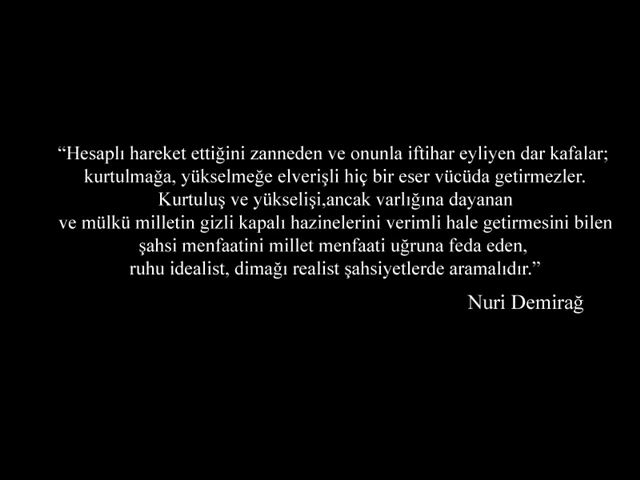 “Hesaplı hareket ettiğini zanneden ve onunla iftihar eyliyen dar kafalar;
kurtulmağa, yükselmeğe elverişli hiç bir eser vücüda getirmezler.
Kurtuluş ve yükselişi,ancak varlığına dayanan
ve mülkü milletin gizli kapalı hazinelerini verimli hale getirmesini bilen
şahsi menfaatini millet menfaati uğruna feda eden,
ruhu idealist, dimağı realist şahsiyetlerde aramalıdır.”
Nuri Demirağ